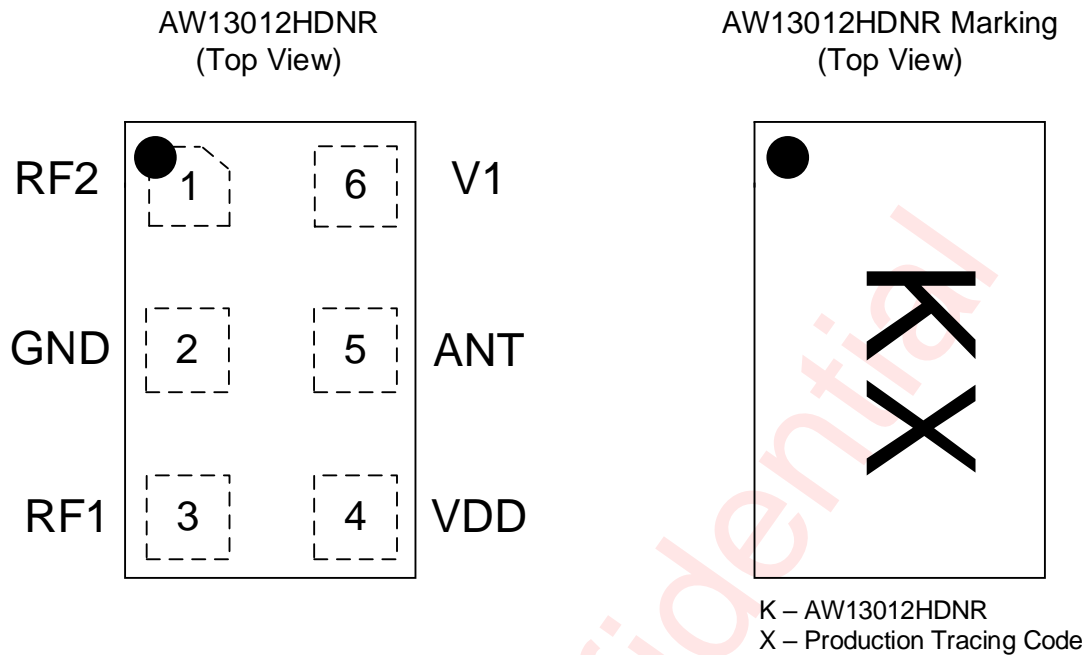 AW13012HDNR
(Top View)
RF2 1 6 V1
GND 2 5 ANT
RF1 3 4 VDD
AW13012HDNR Marking
(Top View)
KX
K – AW13012HDNR
X – Production Tracing Code